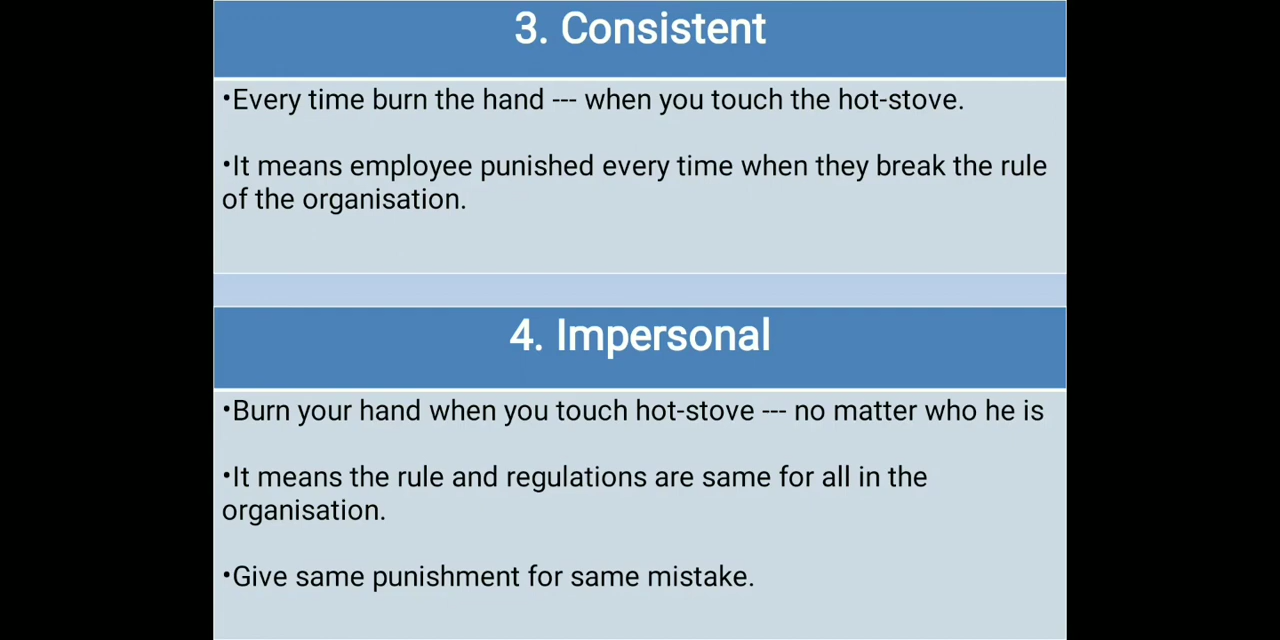 3. Consistent
•Every time burn the hand --- when you touch the hot-stove.
•It means employee punished every time when they break the rule
of the organisation.
4. Impersonal
•Burn your hand when you touch hot-stove --- no matter who he is
•It means the rule and regulations are same for all in the
organisation.
•Give same punishment for same mistake.